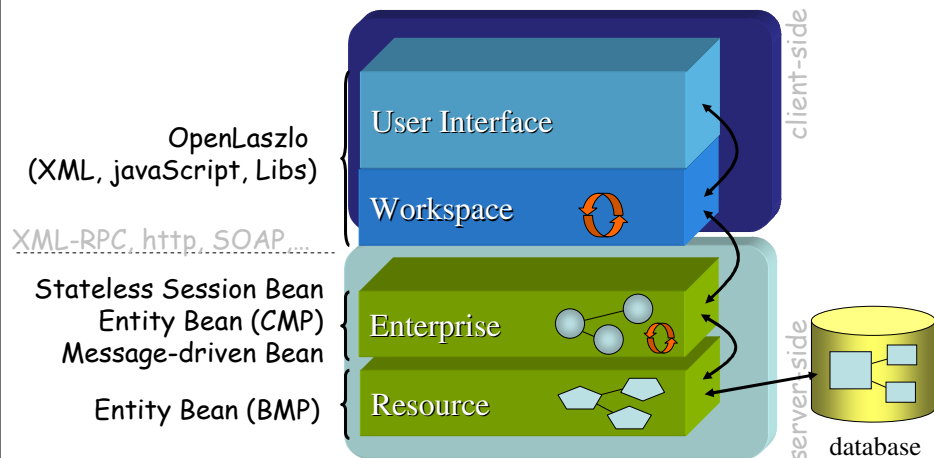 client-side
User Interface
OpenLaszlo
(XML, javaScript, Libs)
Workspace
XML-RPC, http, SOAP,...
Stateless Session Bean
Entity Bean (CMP)
Message-driven Bean
Enterprise
Entity Bean (BMP)
Resource
server-side
database